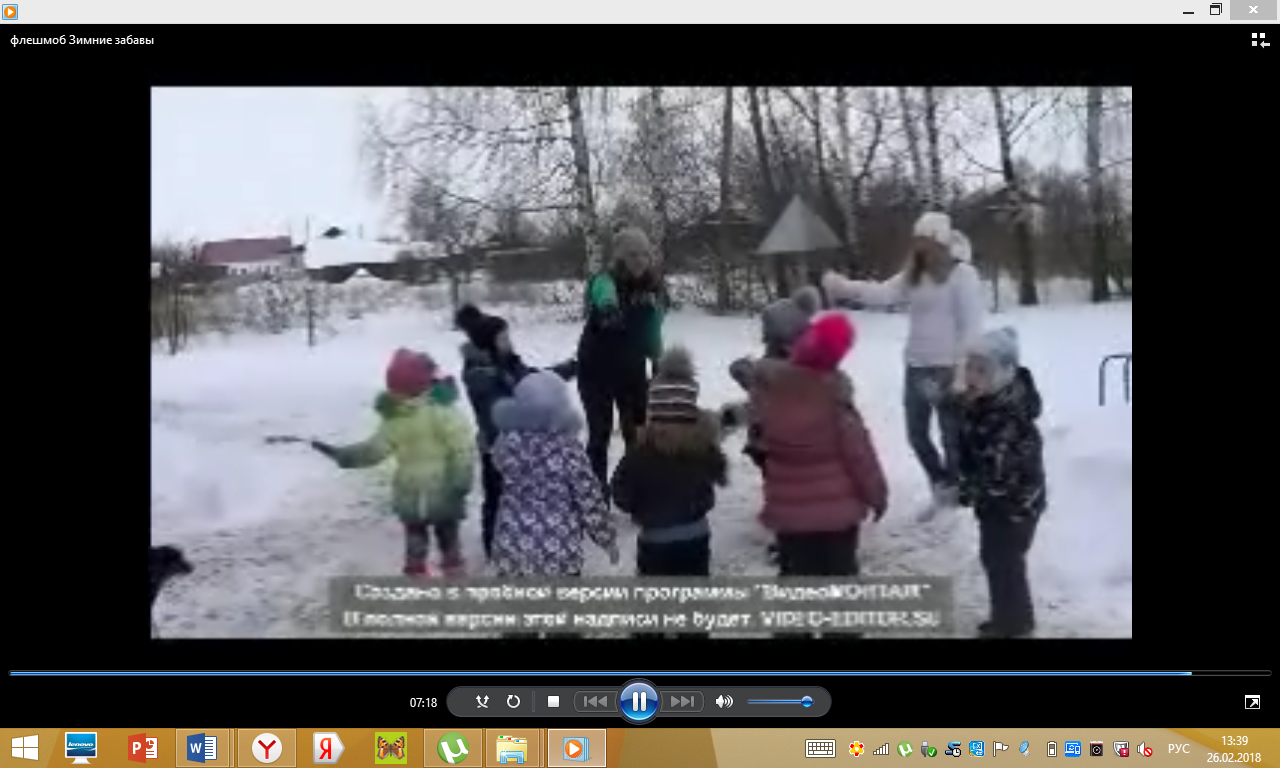 флешмоб Зимние забавы
Создано в пробной версии программы "ВидеоМОНТАЖ"
В полной версии этой надписи не будет. VIDEO-EDITOR.SU
07:18
lenovo
РУС
13:39
26.02.2018